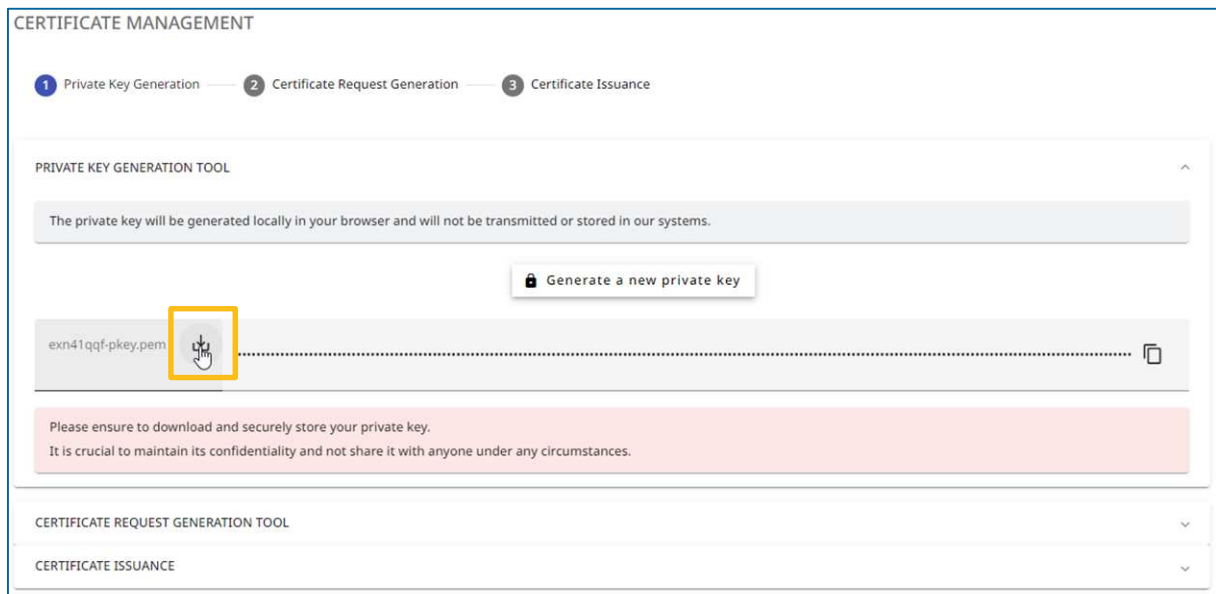 CERTIFICATE MANAGEMENT
1 Private Key Generation 2 Certificate Request Generation 3 Certificate Issuance
PRIVATE KEY GENERATION TOOL
The private key will be generated locally in your browser and will not be transmitted or stored in our systems.
Generate a new private key
exn41qqf-pkey.pem
Please ensure to download and securely store your private key.
It is crucial to maintain its confidentiality and not share it with anyone under any circumstances.
CERTIFICATE REQUEST GENERATION TOOL
CERTIFICATE ISSUANCE